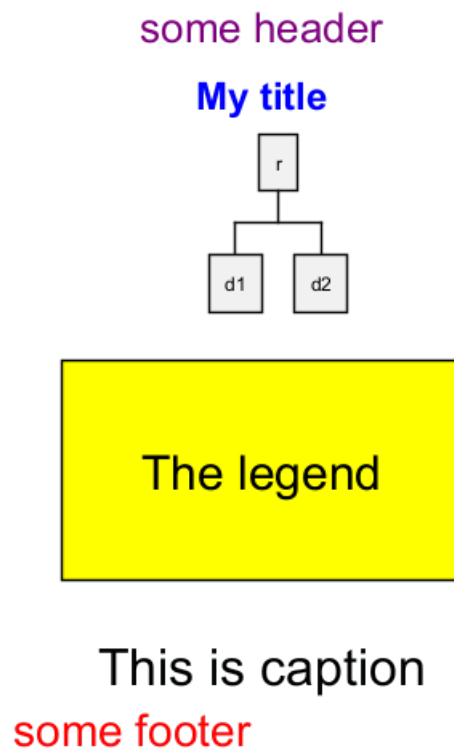 some header
My title
r
d1 d2
The legend
This is caption
some footer